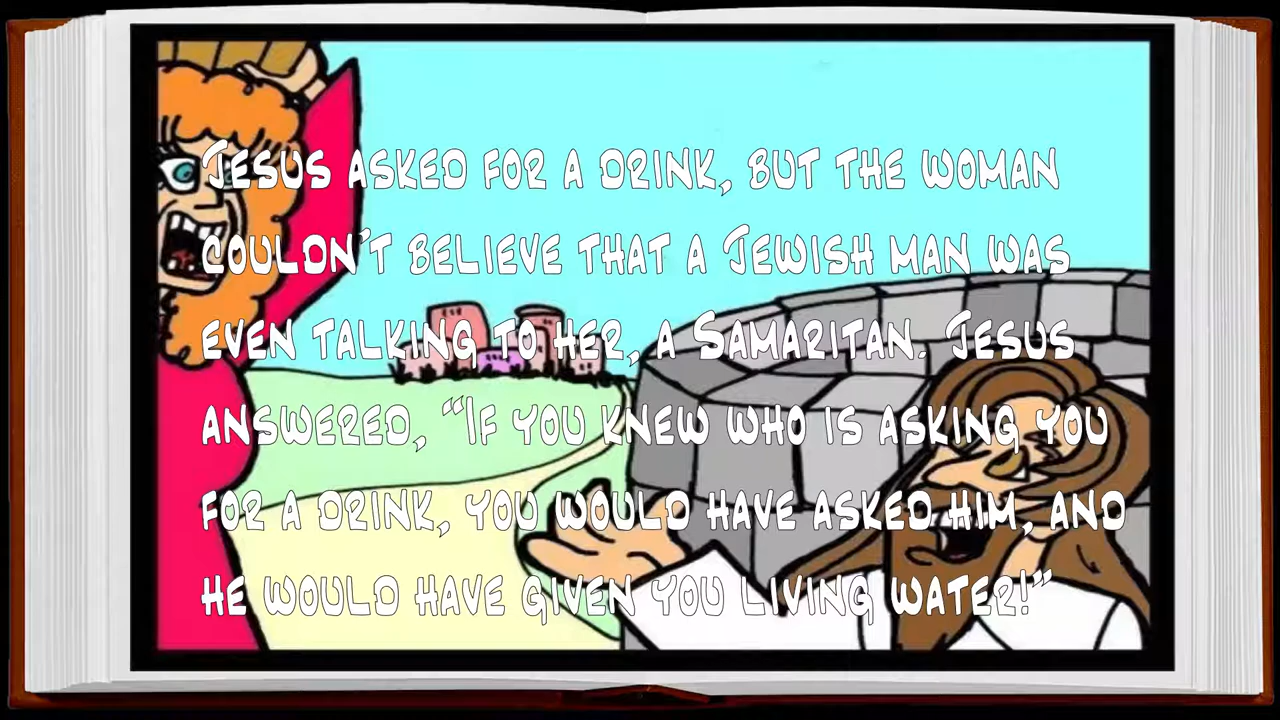 Jesus asked for a drink, but the woman
couldn't believe that a Jewish man was
even talking to her, a Samaritan. Jesus
answered, "If you knew who is asking you
for a drink, you would have asked him, and
he would have given you living water!"